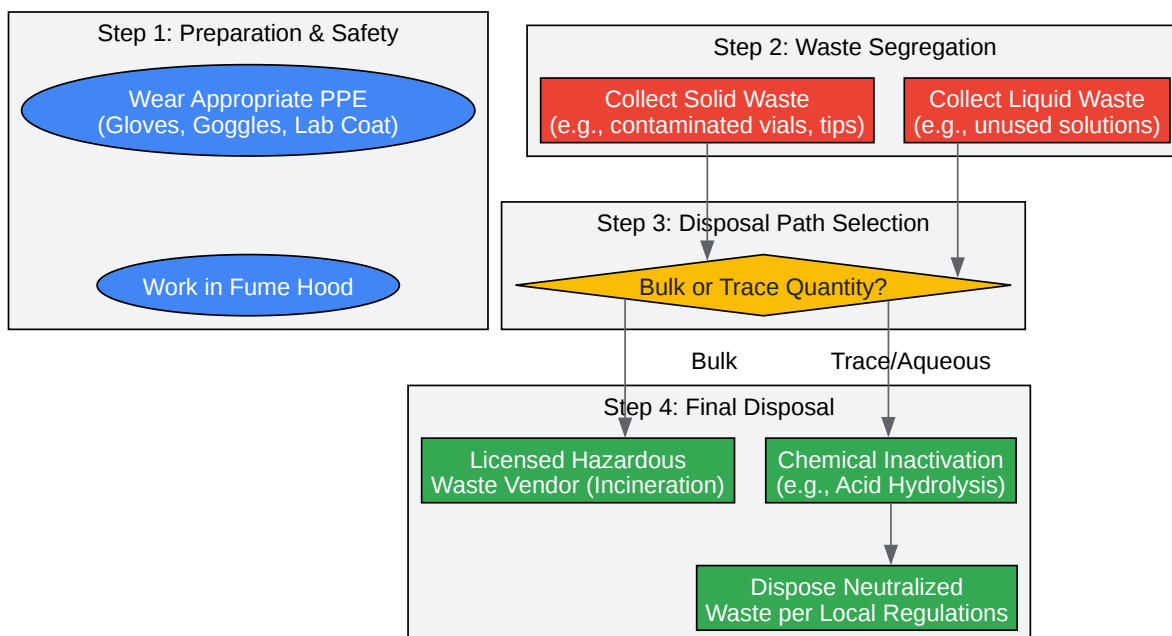 Step 1: Preparation & Safety
Wear Appropriate PPE
(Gloves, Goggles, Lab Coat)
Work in Fume Hood
Step 2: Waste Segregation
Collect Solid Waste
(e.g., contaminated vials, tips)
Collect Liquid Waste
(e.g., unused solutions)
Step 3: Disposal Path Selection
Bulk or Trace Quantity?
Bulk
Trace/Aqueous
Step 4: Final Disposal
Licensed Hazardous
Waste Vendor (Incineration)
Chemical Inactivation
(e.g., Acid Hydrolysis)
Dispose Neutralized
Waste per Local Regulations